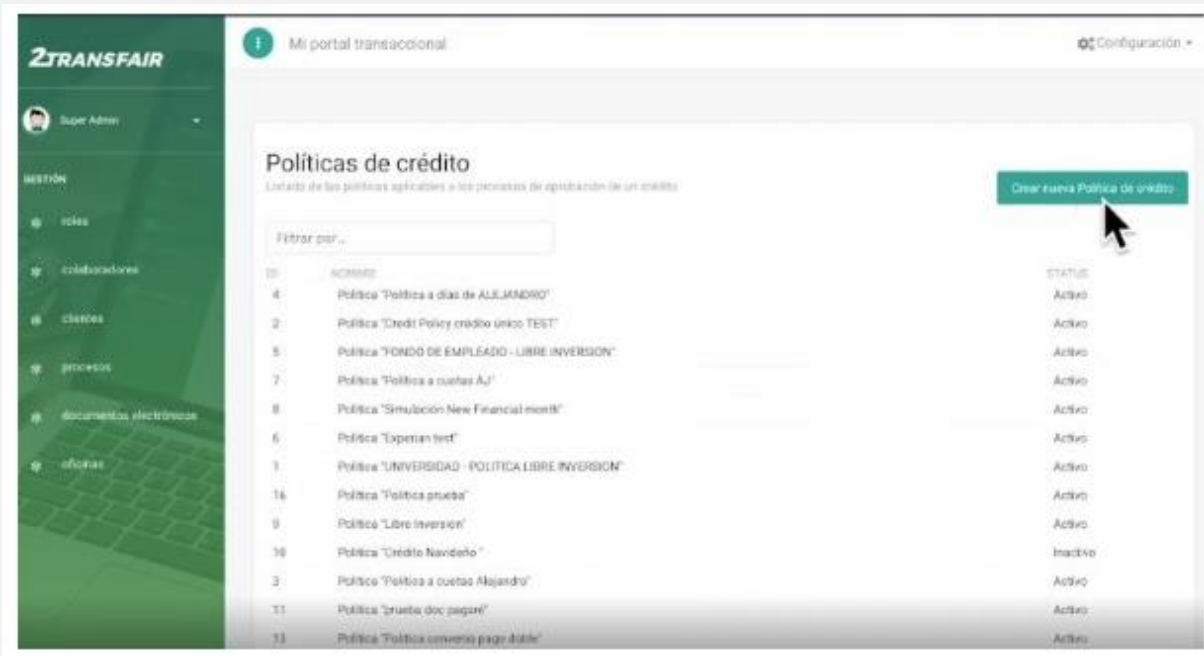 2TRANSFAIR
Mi portal transaccional
Configuración
Super Admin
GESTIÓN
roles
colaboradores
clientes
procesos
documentos electrónicos
oficinas
Políticas de crédito
Listado de las políticas aplicables a los procesos de aprobación de un crédito
Crear nueva Política de crédito
Filtrar por...
ID NOMBRE STATUS
4 Política "Política a días de ALEJANDRO" Activo
2 Política "Credit Policy crédito único TEST" Activo
5 Política "FONDO DE EMPLEADO - LIBRE INVERSION" Activo
7 Política "Política a cuotas AJ" Activo
8 Política "Simulación New Financial month" Activo
6 Política "Experian test" Activo
1 Política "UNIVERSIDAD - POLITICA LIBRE INVERSION" Activo
16 Política "Política prueba" Activo
9 Política "Libre Inversion" Activo
10 Política "Crédito Navideño " Inactivo
3 Política "Política a cuotas Alejandro" Activo
11 Política "prueba doc pagaré" Activo
13 Política "Política convenio pago doble" Activo